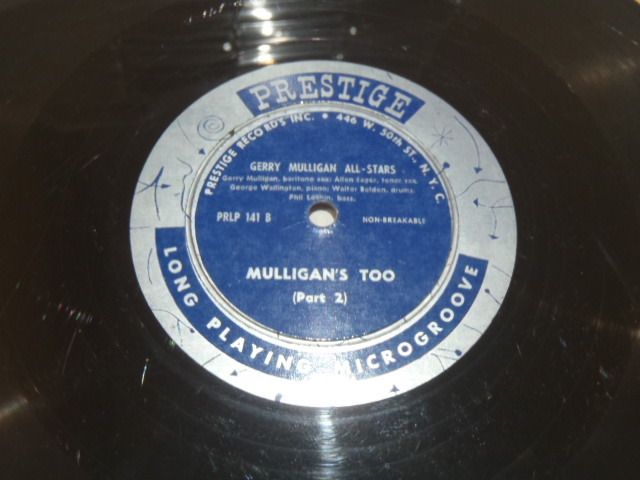 PRESTIGE
PRESTIGE RECORDS INC. • 446 W. 50th ST., N.Y.C.
GERRY MULLIGAN ALL-STARS
Gerry Mulligan, baritone sax; Allen Eager, tenor sax.
George Wallington, piano; Walter Bolden, drums.
Phil Leshin, bass.
PRLP 141 B NON-BREAKABLE
MULLIGAN'S TOO
(Part 2)
LONG PLAYING MICROGROOVE